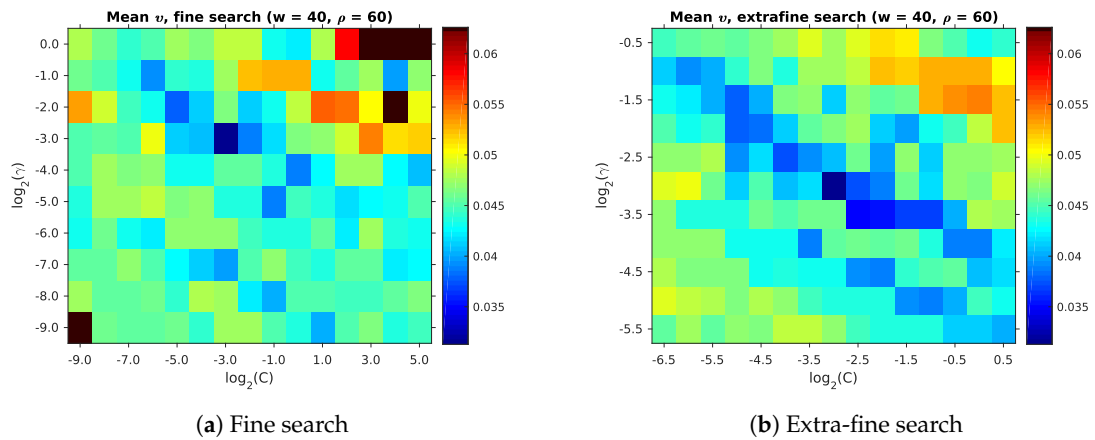 Mean v, fine search (w = 40, ρ = 60)
0.0
-1.0
-2.0
-3.0
-4.0
-5.0
-6.0
-7.0
-8.0
-9.0
log2(γ)
-9.0 -7.0 -5.0 -3.0 -1.0 1.0 3.0 5.0
log2(C)
0.06
0.055
0.05
0.045
0.04
0.035
(a) Fine search
Mean v, extrafine search (w = 40, ρ = 60)
-0.5
-1.5
-2.5
-3.5
-4.5
-5.5
log2(γ)
-6.5 -5.5 -4.5 -3.5 -2.5 -1.5 -0.5 0.5
log2(C)
0.06
0.055
0.05
0.045
0.04
0.035
(b) Extra-fine search